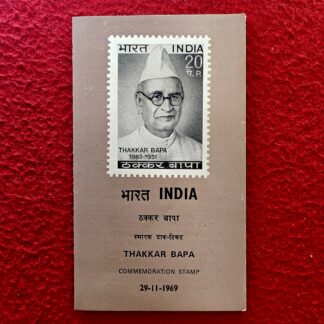 भारत INDIA
20
प. P.
THAKKAR BAPA
1869-1951
ठक्कर बापा
भारत INDIA
ठक्कर बापा
स्मारक डाक-टिकट
THAKKAR BAPA
COMMEMORATION STAMP
29-11-1969